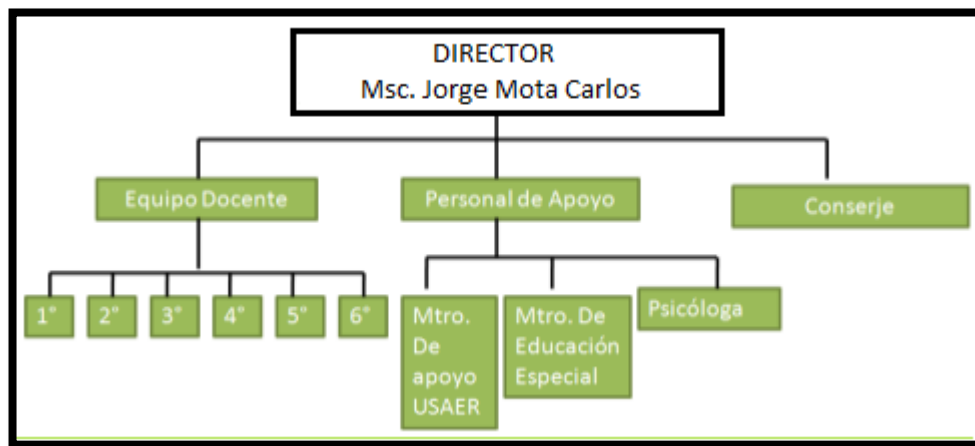 DIRECTOR
Msc. Jorge Mota Carlos
Equipo Docente
Personal de Apoyo
Conserje
1°
2°
3°
4°
5°
6°
Mtro.
De
apoyo
USAER
Mtro. De
Educación
Especial
Psicóloga